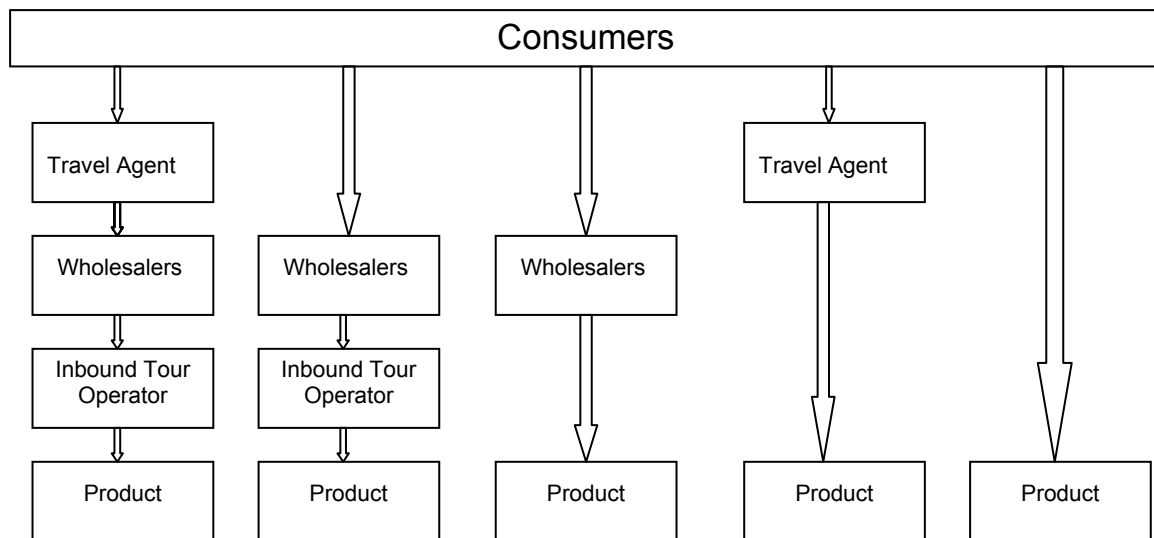 Consumers
Travel Agent
Travel Agent
Wholesalers
Wholesalers
Wholesalers
Inbound Tour
Operator
Inbound Tour
Operator
Product
Product
Product
Product
Product